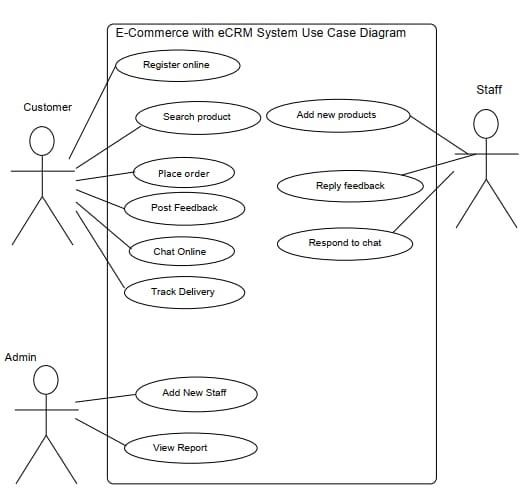 E-Commerce with eCRM System Use Case Diagram
Register online
Staff
Customer
Search product
Add new products
Place order
Reply feedback
Post Feedback
Chat Online
Respond to chat
Track Delivery
Admin
Add New Staff
View Report